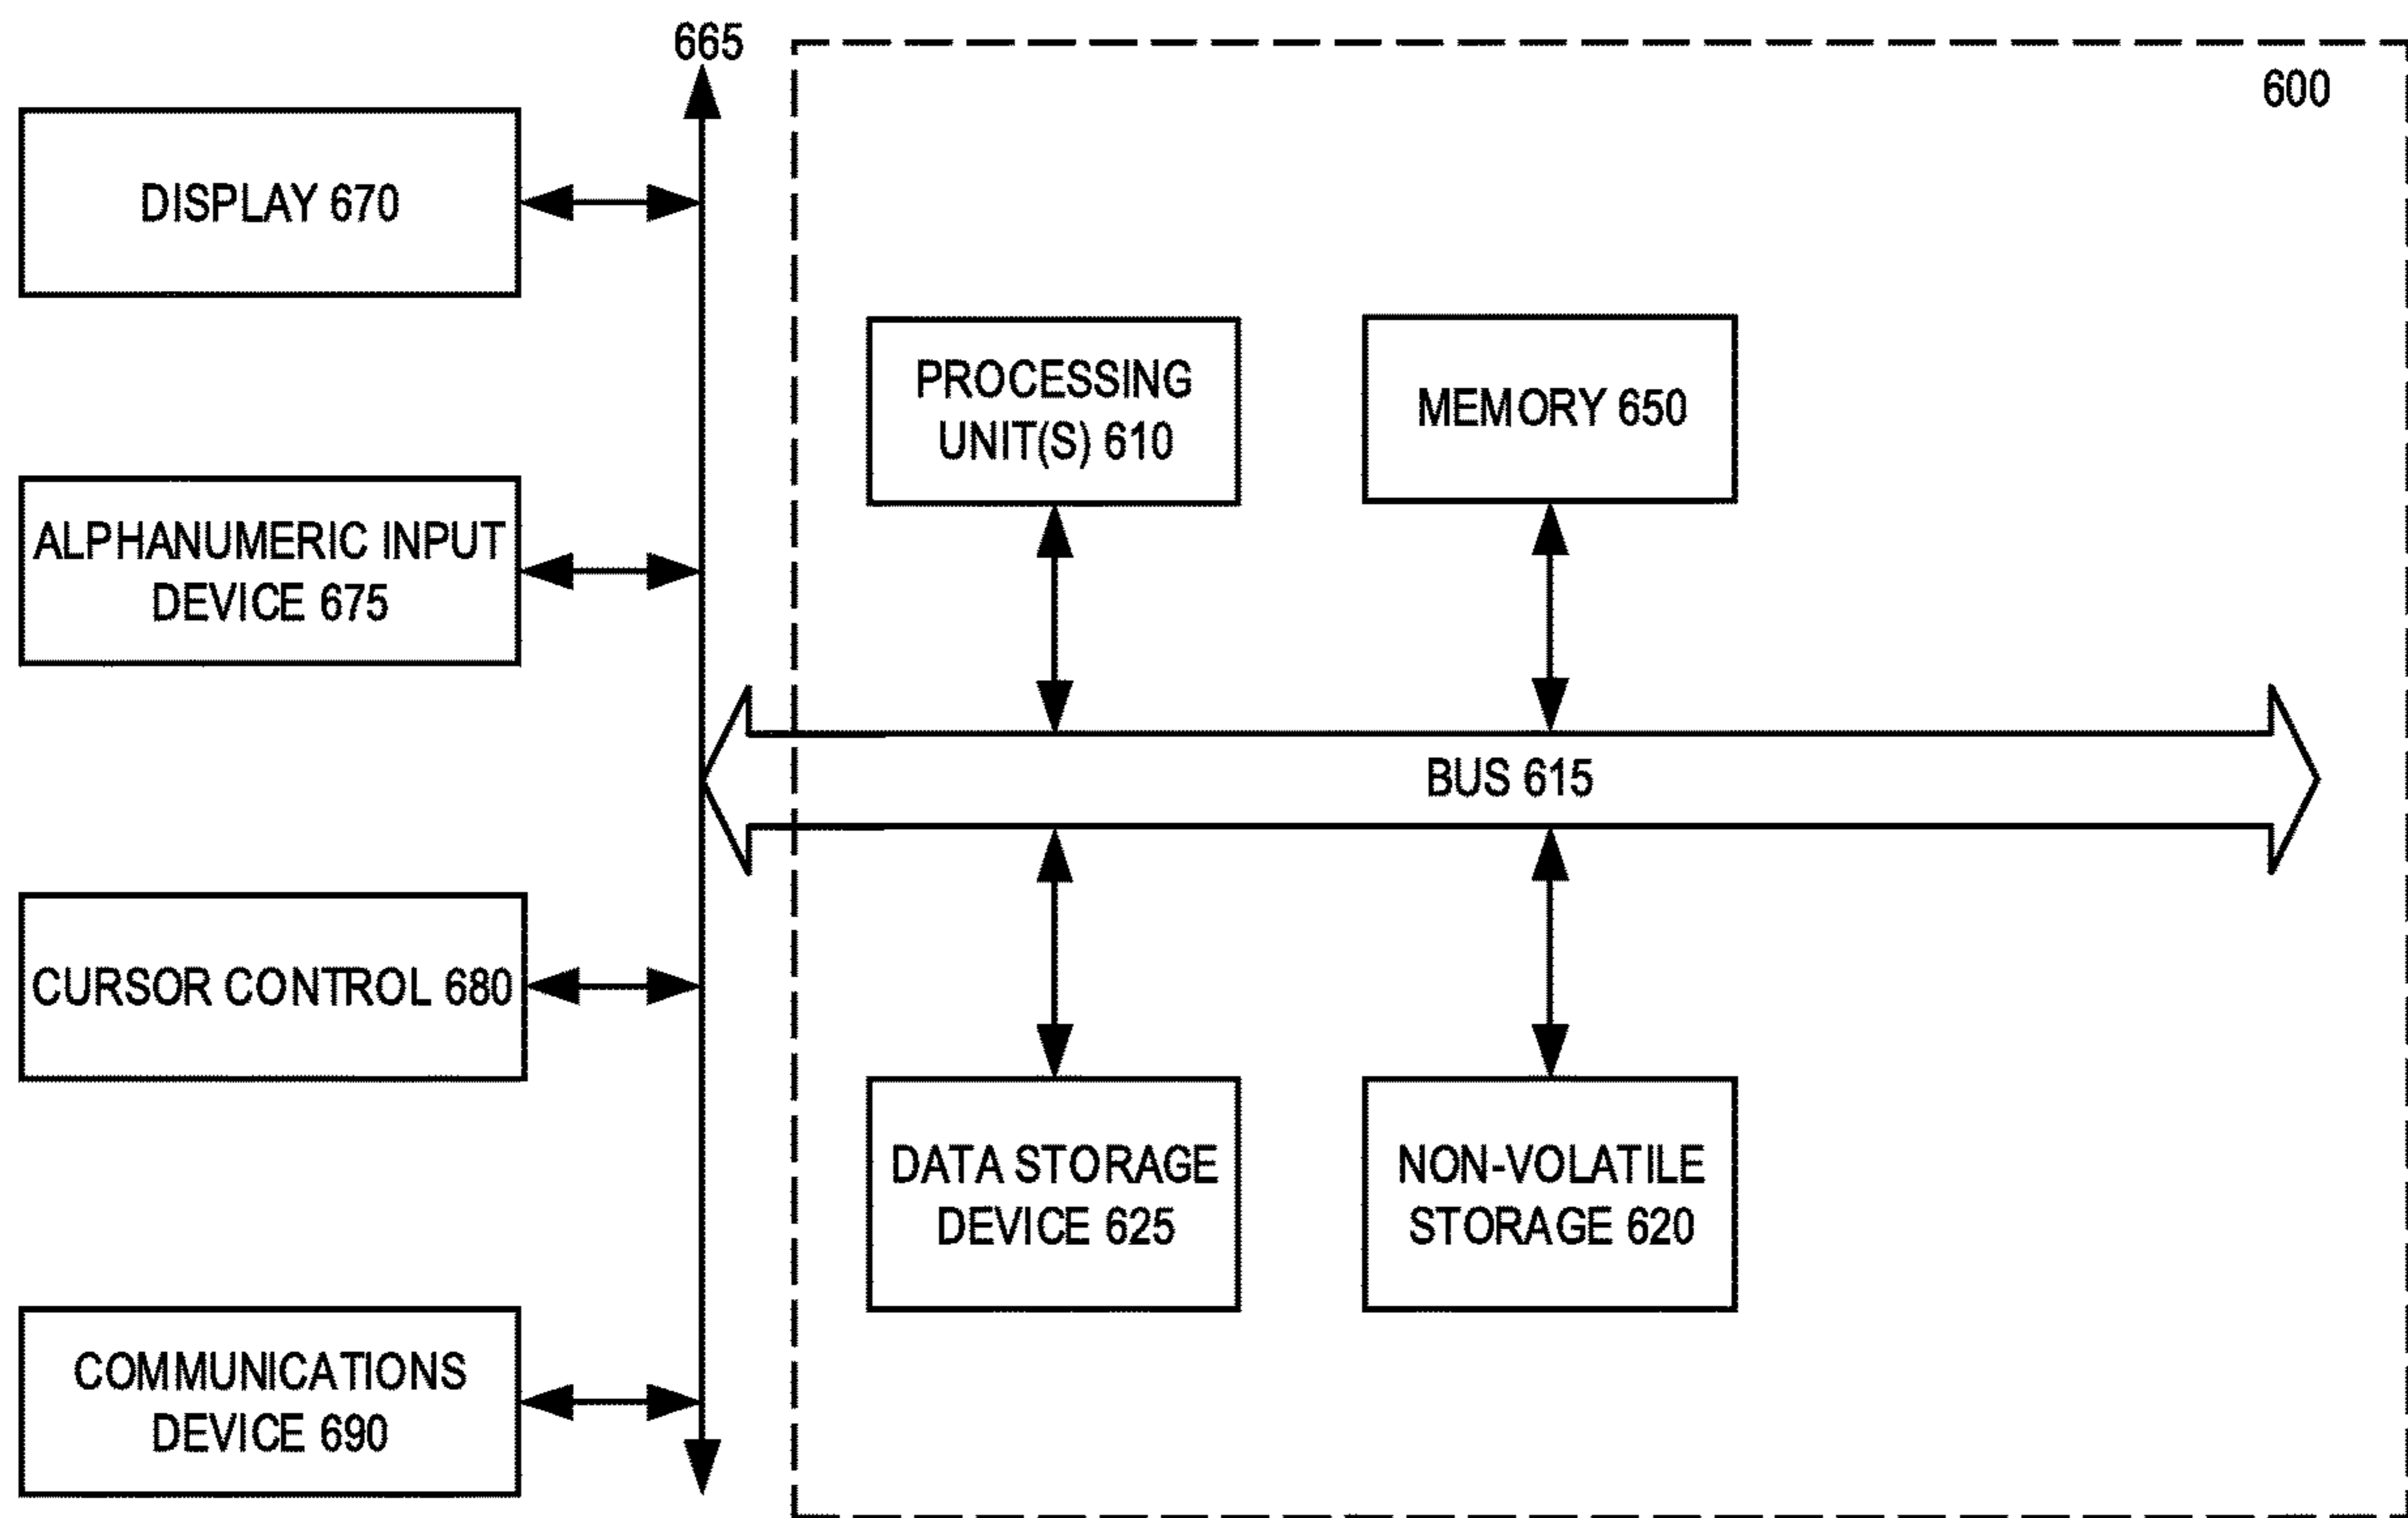 665
600
DISPLAY 670
PROCESSING
UNIT(S) 610
MEMORY 650
ALPHANUMERIC INPUT
DEVICE 675
BUS 615
CURSOR CONTROL 680
DATA STORAGE
DEVICE 625
NON-VOLATILE
STORAGE 620
COMMUNICATIONS
DEVICE 690